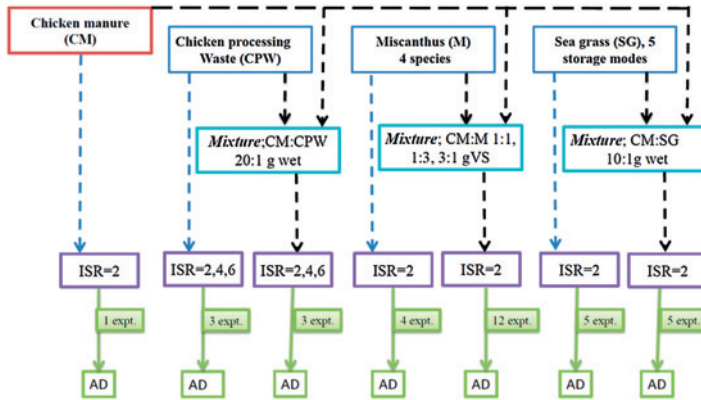 Chicken manure
(CM)
Chicken processing
Waste (CPW)
Miscanthus (M)
4 species
Sea grass (SG), 5
storage modes
Mixture;CM:CPW
20:1 g wet
Mixture; CM:M 1:1,
1:3, 3:1 gVS
Mixture; CM:SG
10:1g wet
ISR=2
ISR=2,4,6
ISR=2,4,6
ISR=2
ISR=2
ISR=2
ISR=2
1 expt.
3 expt.
3 expt.
4 expt.
12 expt.
5 expt.
5 expt.
AD
AD
AD
AD
AD
AD
AD